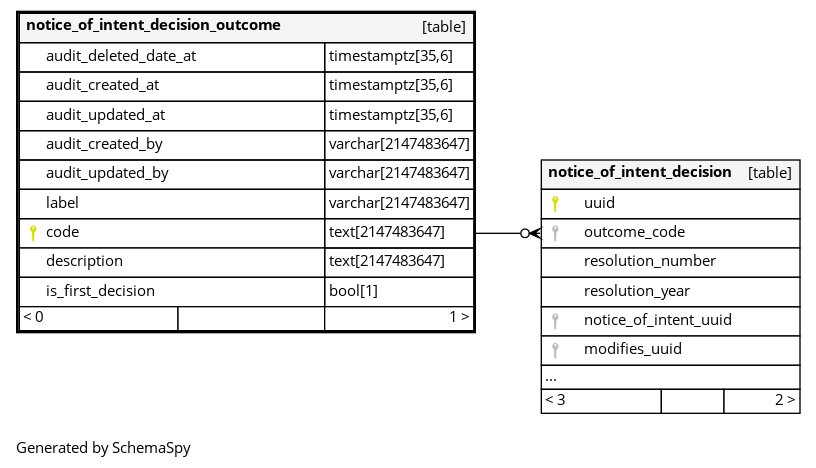 notice_of_intent_decision_outcome [table]
audit_deleted_date_at timestamptz[35,6]
audit_created_at timestamptz[35,6]
audit_updated_at timestamptz[35,6]
audit_created_by varchar[2147483647]
audit_updated_by varchar[2147483647]
label varchar[2147483647]
code text[2147483647]
description text[2147483647]
is_first_decision bool[1]
< 0 1 >
notice_of_intent_decision [table]
uuid
outcome_code
resolution_number
resolution_year
notice_of_intent_uuid
modifies_uuid
...
< 3 2 >
Generated by SchemaSpy